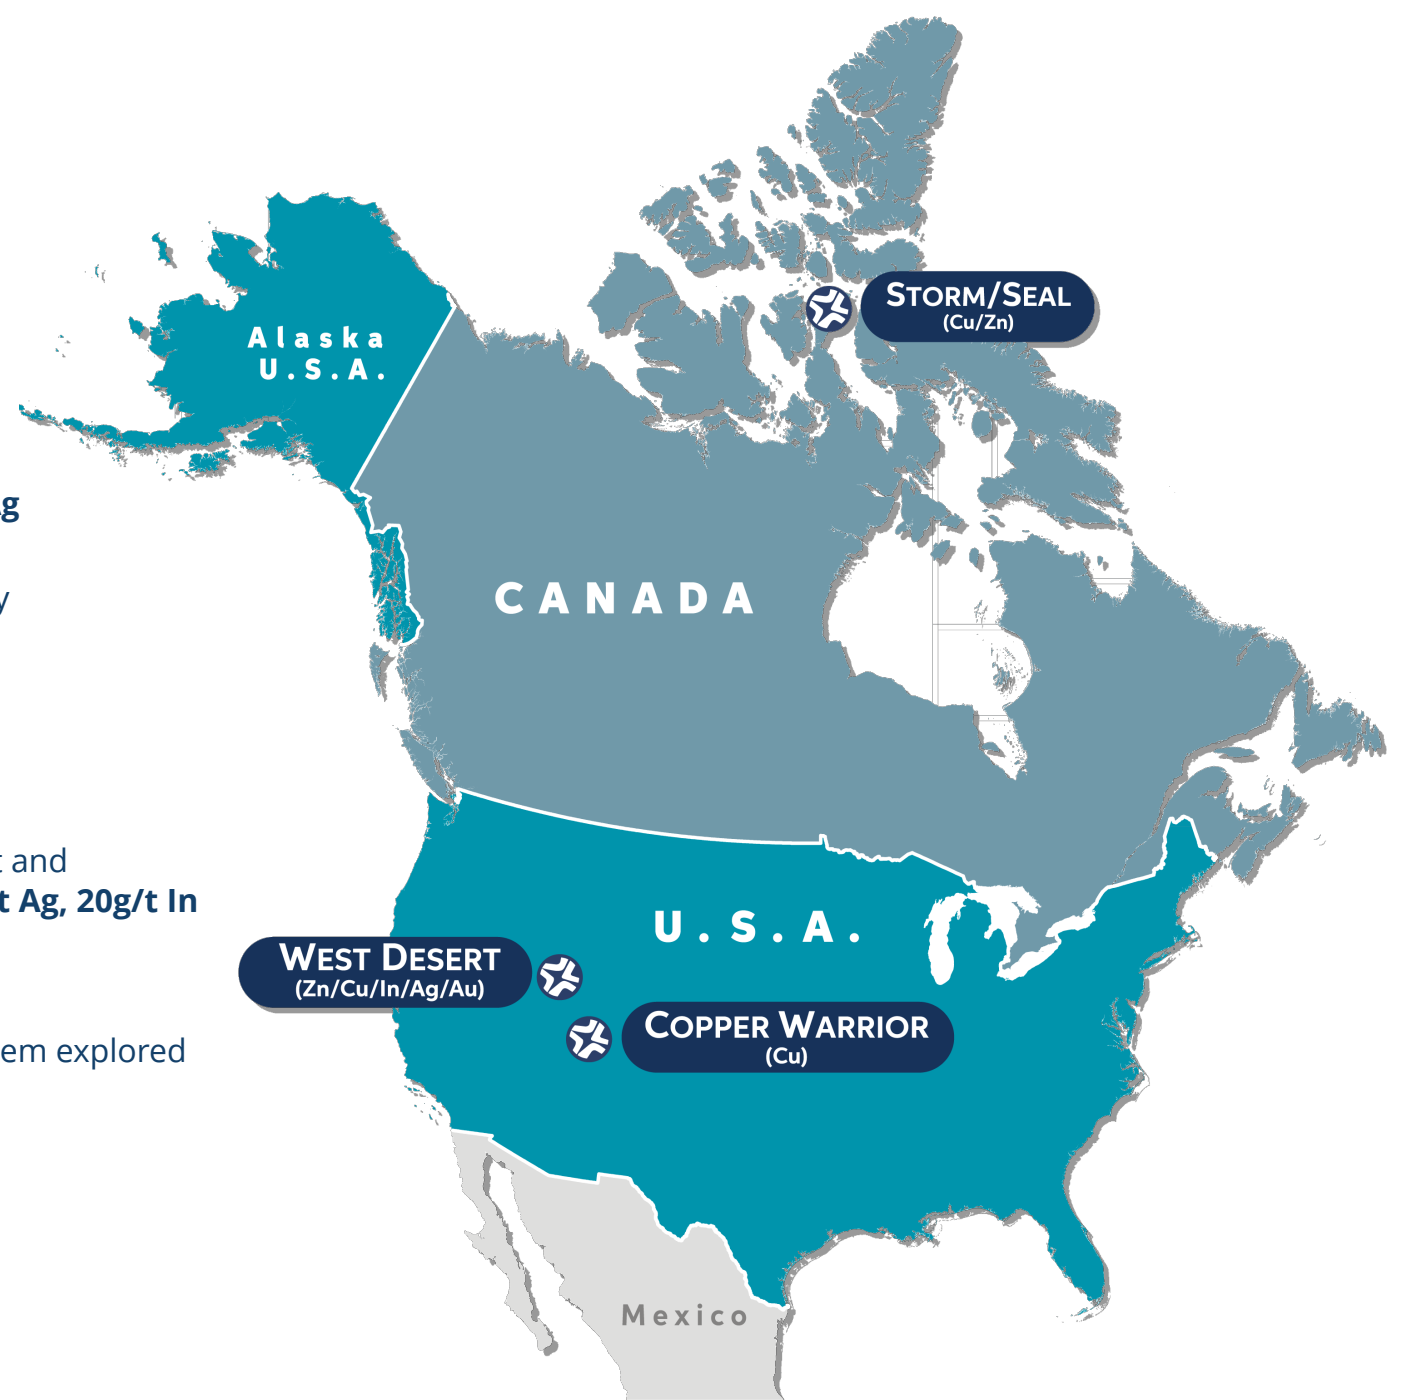 STORM/SEAL
(Cu/Zn)
Alaska
U.S.A.
g
y
CANADA
and
t Ag, 20g/t In
U.S.A.
WEST DESERT
(Zn/Cu/In/Ag/Au)
COPPER WARRIOR
(Cu)
em explored
Mexico